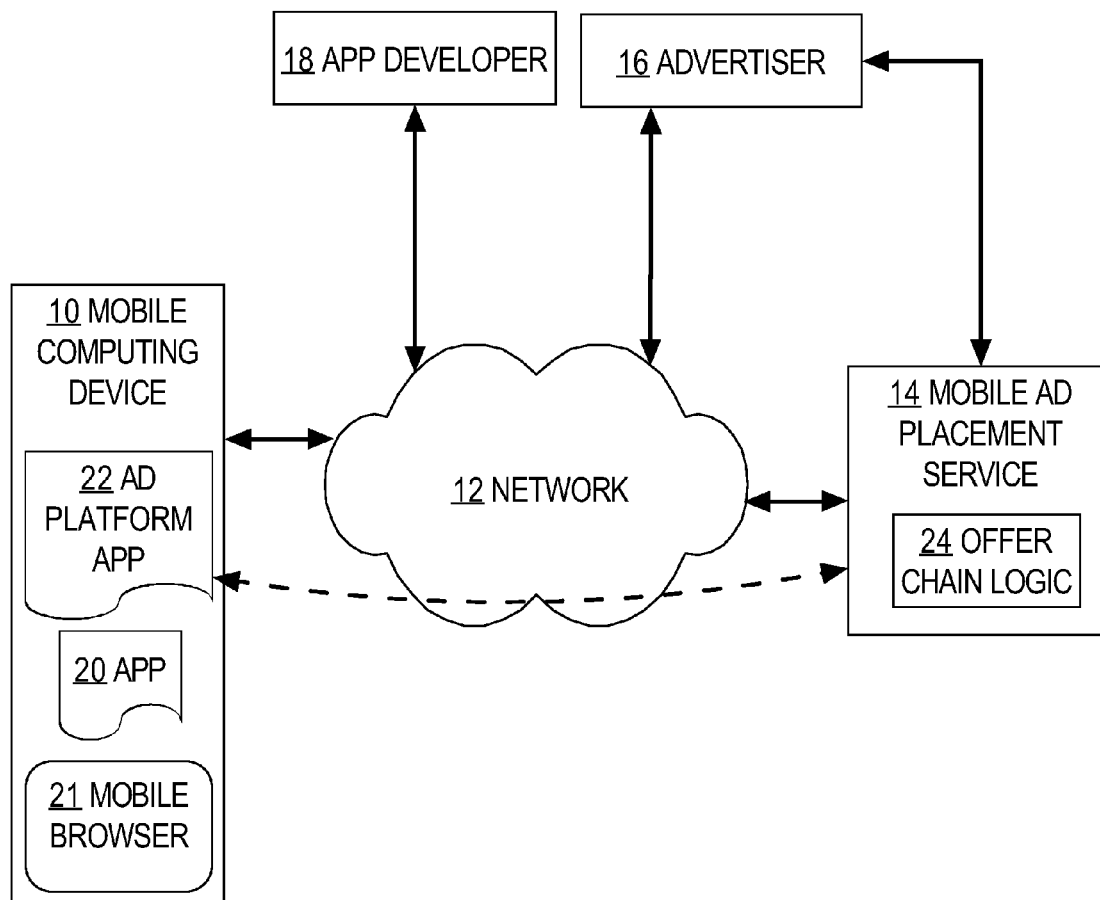 18 APP DEVELOPER
16 ADVERTISER
10 MOBILE
COMPUTING
DEVICE
22 AD
PLATFORM
APP
20 APP
21 MOBILE
BROWSER
12 NETWORK
14 MOBILE AD
PLACEMENT
SERVICE
24 OFFER
CHAIN LOGIC